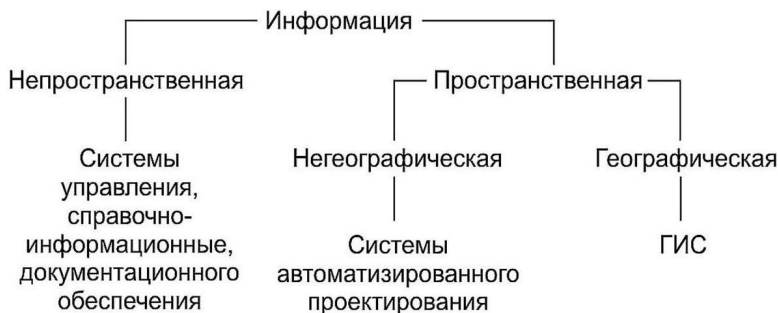 Информация
Непространственная
Пространственная
Системы
управления,
справочно-
информационные,
документационного
обеспечения
Негеографическая
Географическая
Системы
автоматизированного
проектирования
ГИС